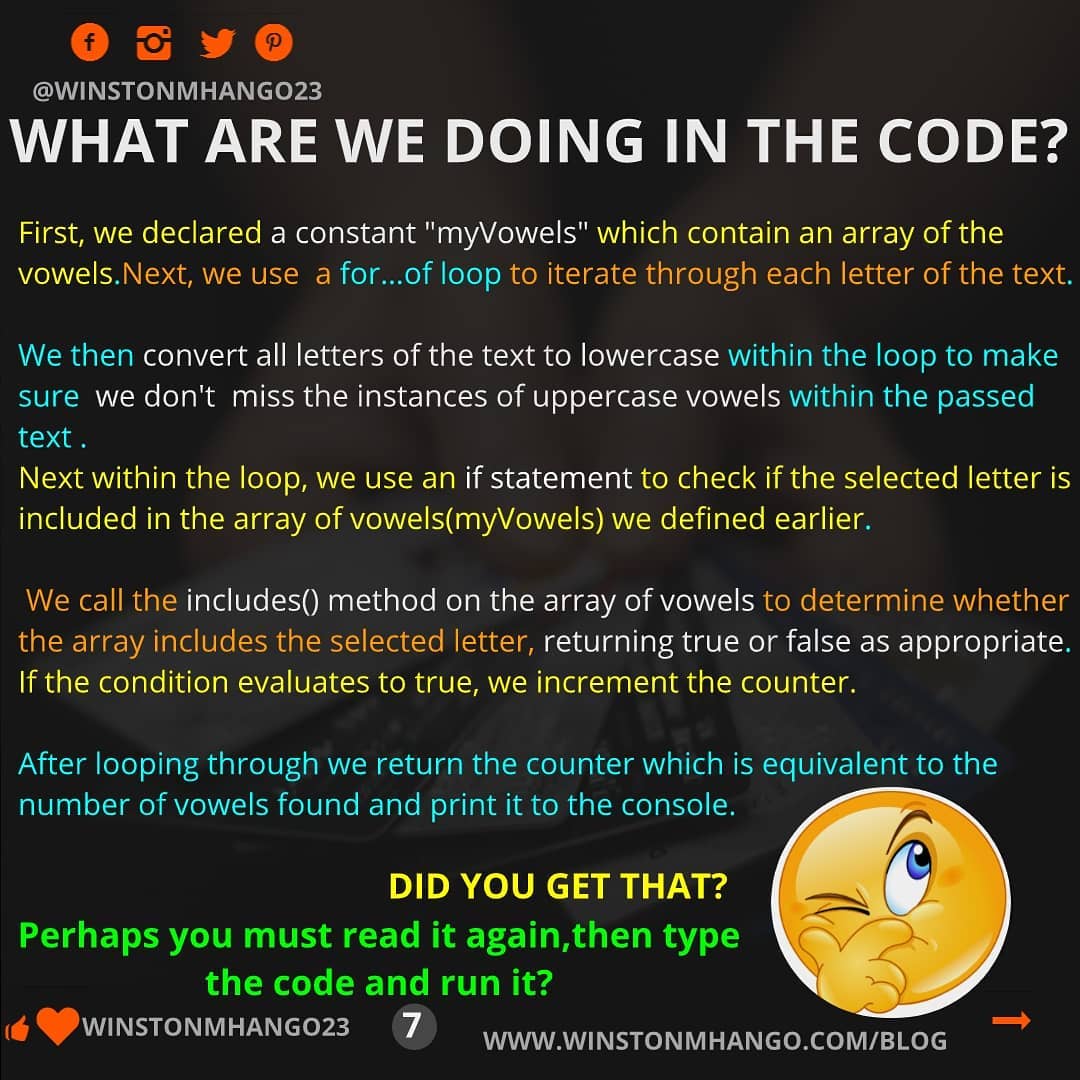 @WINSTONMHANGO23
WHAT ARE WE DOING IN THE CODE?
First, we declared a constant "myVowels" which contain an array of the
vowels.Next, we use  a for...of loop to iterate through each letter of the text.
We then convert all letters of the text to lowercase within the loop to make
sure  we don't  miss the instances of uppercase vowels within the passed
text .
Next within the loop, we use an if statement to check if the selected letter is
included in the array of vowels(myVowels) we defined earlier.
We call the includes() method on the array of vowels to determine whether
the array includes the selected letter, returning true or false as appropriate.
If the condition evaluates to true, we increment the counter.
After looping through we return the counter which is equivalent to the
number of vowels found and print it to the console.
DID YOU GET THAT?
Perhaps you must read it again,then type
the code and run it?
WINSTONMHANGO23
7
WWW.WINSTONMHANGO.COM/BLOG